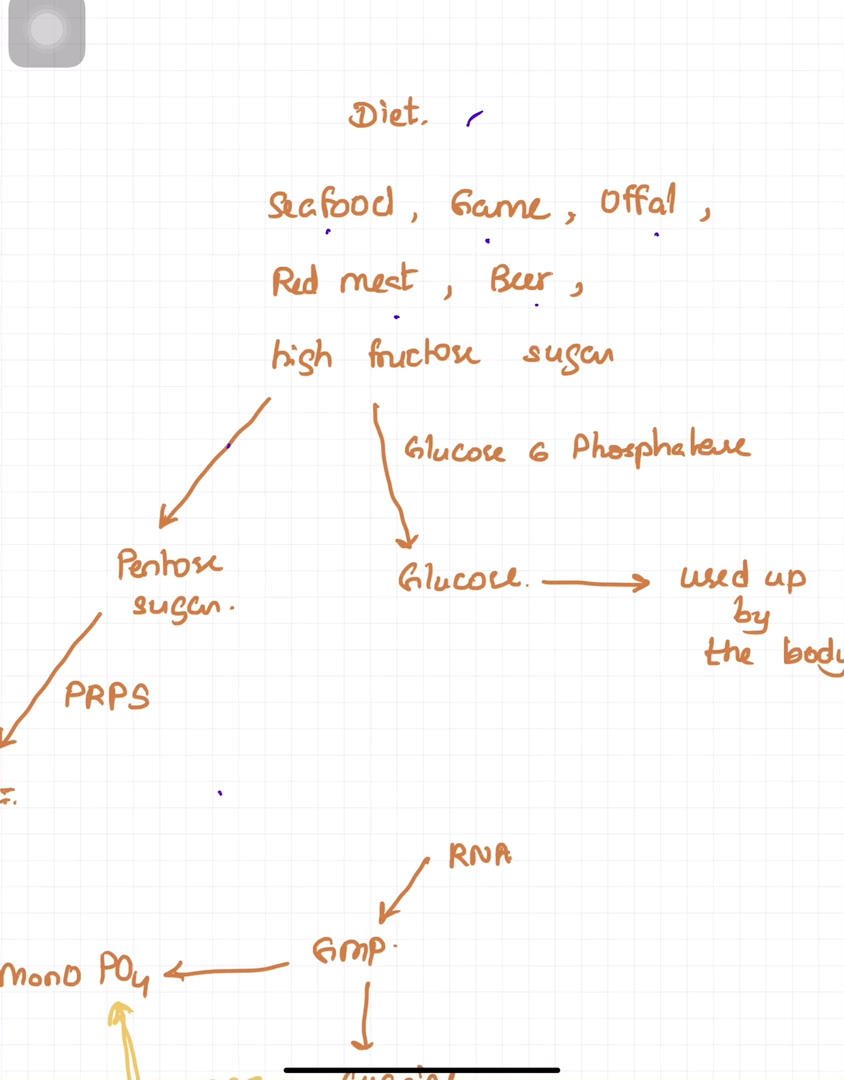 Diet.
Seafood, Game, Offal,
Red meat, Beer,
high fructose sugar
Glucose 6 Phosphatase
Pentose
sugar.
Glucose. used up
by
the body
PRPS
RNA
GMP.
Mono PO4